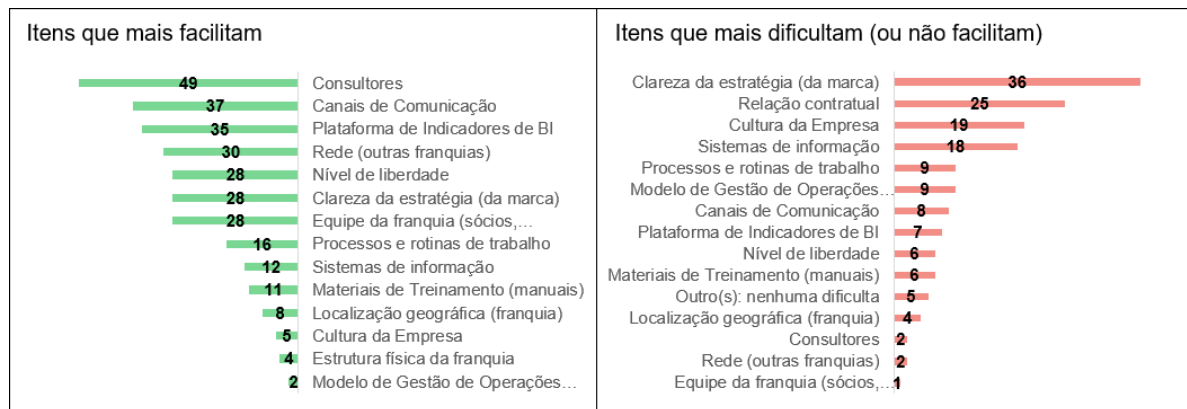 Itens que mais facilitam
49 Consultores
37 Canais de Comunicação
35 Plataforma de Indicadores de BI
30 Rede (outras franquias)
28 Nível de liberdade
28 Clareza da estratégia (da marca)
28 Equipe da franquia (sócios,...
16 Processos e rotinas de trabalho
12 Sistemas de informação
11 Materiais de Treinamento (manuais)
8 Localização geográfica (franquia)
5 Cultura da Empresa
4 Estrutura física da franquia
2 Modelo de Gestão de Operações...
Itens que mais dificultam (ou não facilitam)
Clareza da estratégia (da marca) 36
Relação contratual 25
Cultura da Empresa 19
Sistemas de informação 18
Processos e rotinas de trabalho 9
Modelo de Gestão de Operações... 9
Canais de Comunicação 8
Plataforma de Indicadores de BI 7
Nível de liberdade 6
Materiais de Treinamento (manuais) 6
Outro(s): nenhuma dificulta 5
Localização geográfica (franquia) 4
Consultores 2
Rede (outras franquias) 2
Equipe da franquia (sócios,... 1